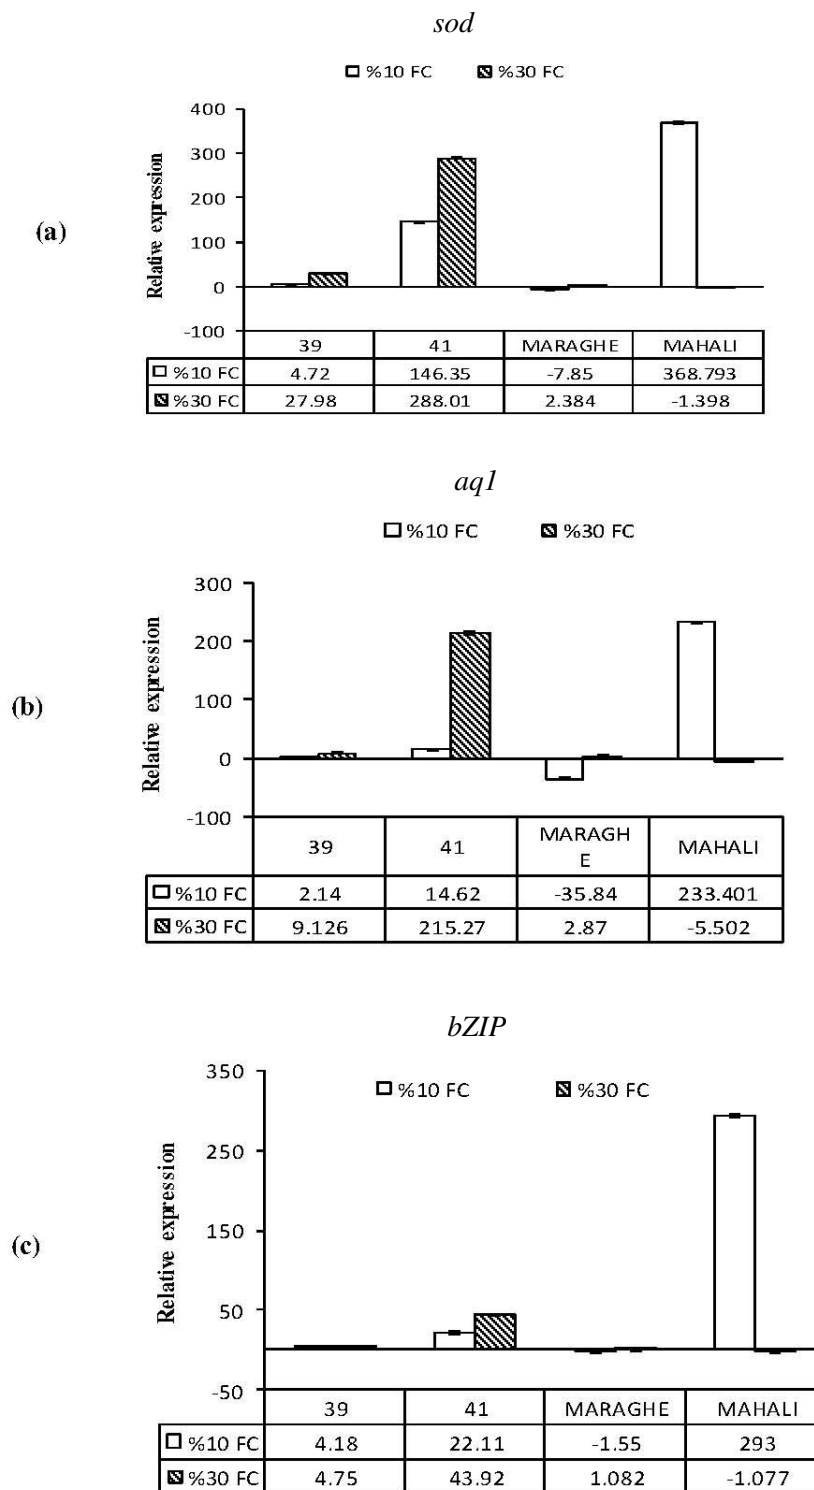 sod
%10 FC %30 FC
400
300
200
100
0
-100
Relative expression
(a)
39 41 MARAGHE MAHALI
%10 FC 4.72 146.35 -7.85 368.793
%30 FC 27.98 288.01 2.384 -1.398
aq1
%10 FC %30 FC
300
200
100
0
-100
Relative expression
(b)
39 41 MARAGH
E MAHALI
%10 FC 2.14 14.62 -35.84 233.401
%30 FC 9.126 215.27 2.87 -5.502
bZIP
%10 FC %30 FC
350
250
150
50
-50
Relative expression
(c)
39 41 MARAGHE MAHALI
%10 FC 4.18 22.11 -1.55 293
%30 FC 4.75 43.92 1.082 -1.077